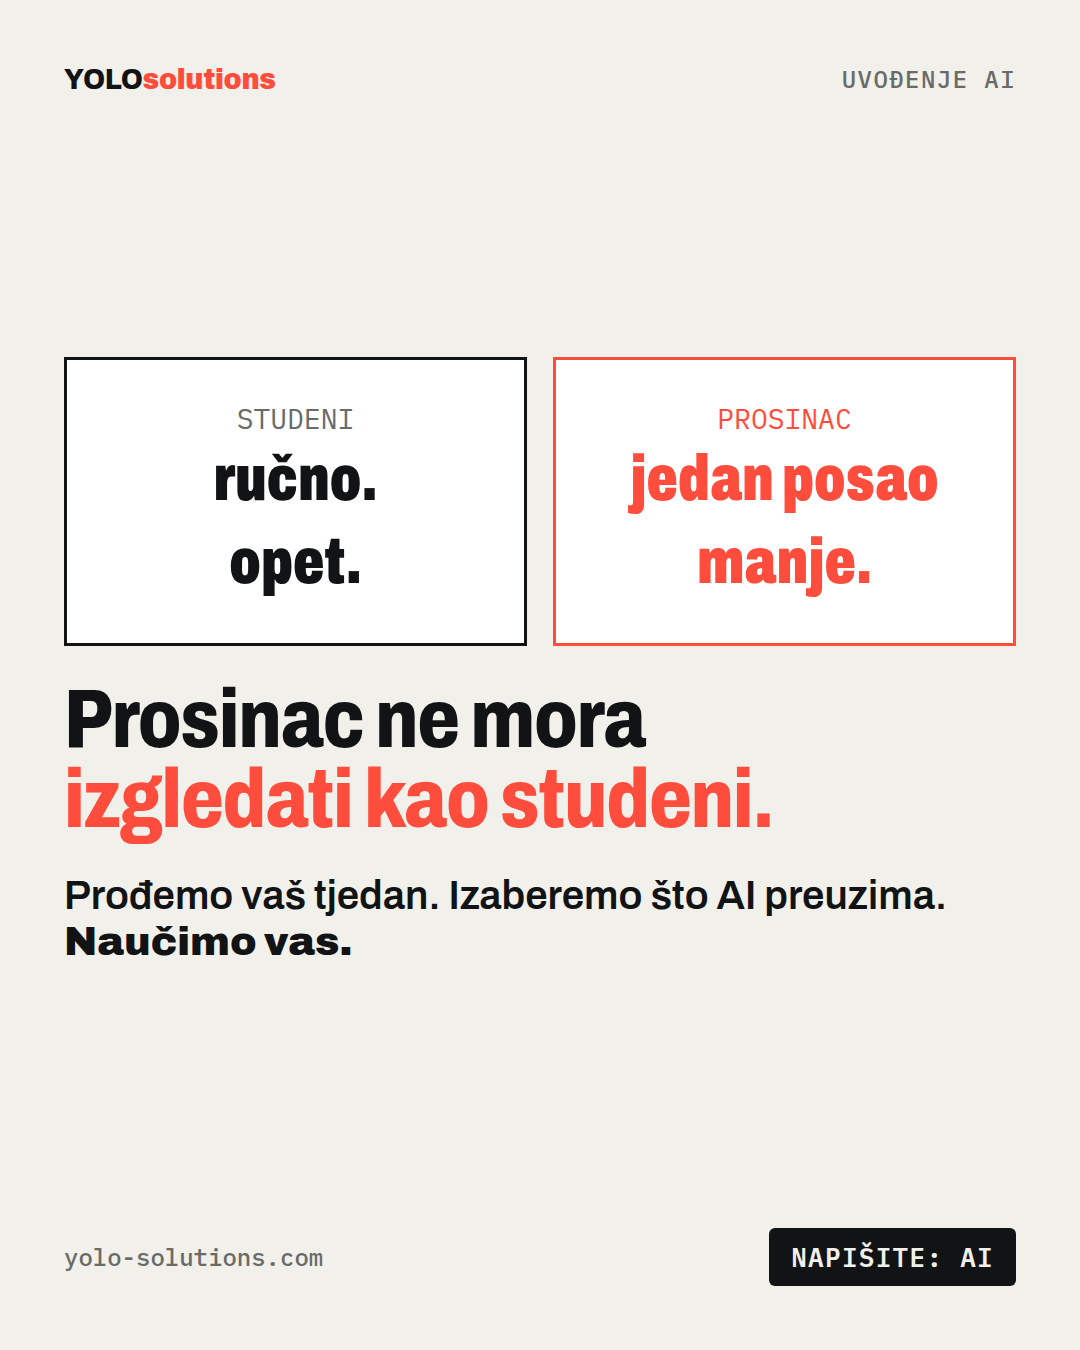 YOLOsolutions
UVOĐENJE AI
STUDENI
ručno.
opet.
PROSINAC
jedan posao
manje.
Prosinac ne mora
izgledati kao studeni.
Prođemo vaš tjedan. Izaberemo što AI preuzima.
Naučimo vas.
yolo-solutions.com
NAPIŠITE: AI